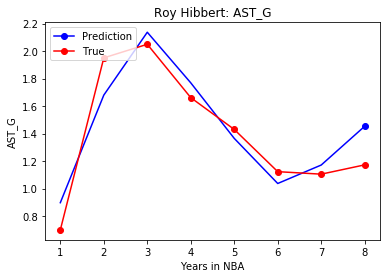 Roy Hibbert: AST_G
Prediction
True
AST_G
2.2
2.0
1.8
1.6
1.4
1.2
1.0
0.8
1 2 3 4 5 6 7 8
Years in NBA